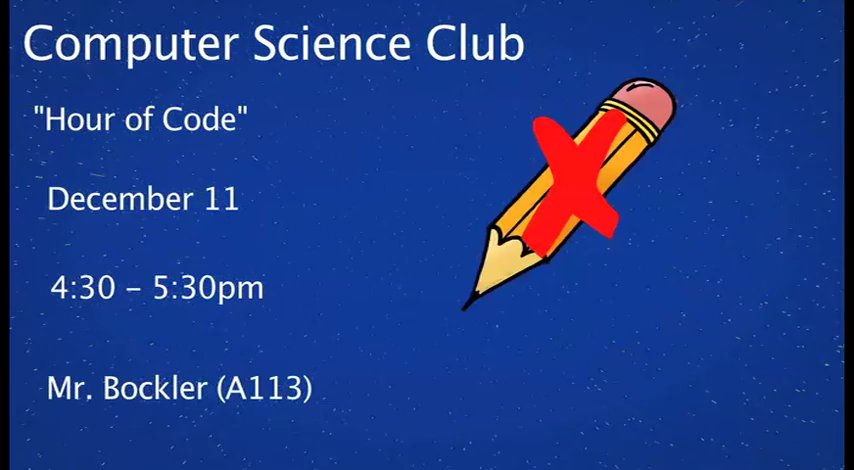 Computer Science Club
"Hour of Code"
December 11
4:30 – 5:30pm
Mr. Bockler (A113)